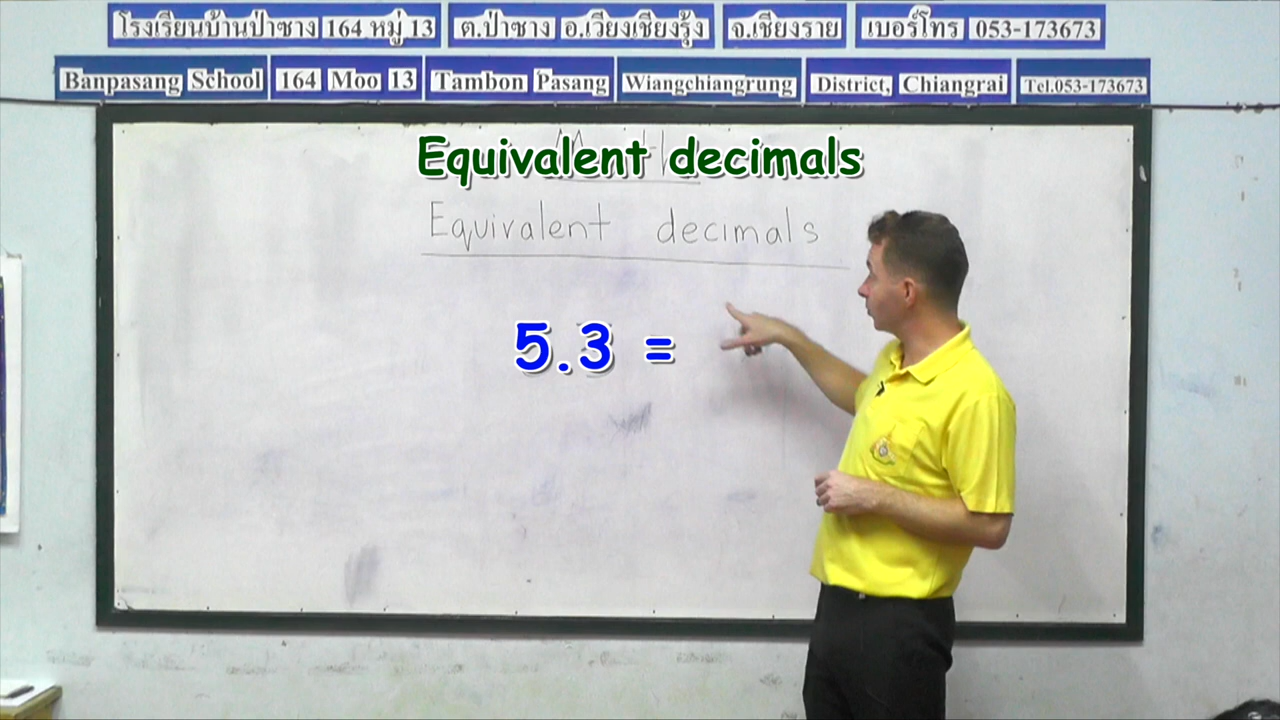 โรงเรียนบ้านป่าซาง 164 หมู่ 13 ต.ป่าซาง อ.เวียงเชียงรุ้ง จ.เชียงราย เบอร์โทร 053-173673
Banpasang School 164 Moo 13 Tambon Pasang Wiangchiangrung District, Chiangrai Tel.053-173673
Equivalent decimals
Equivalent decimals
5.3 =